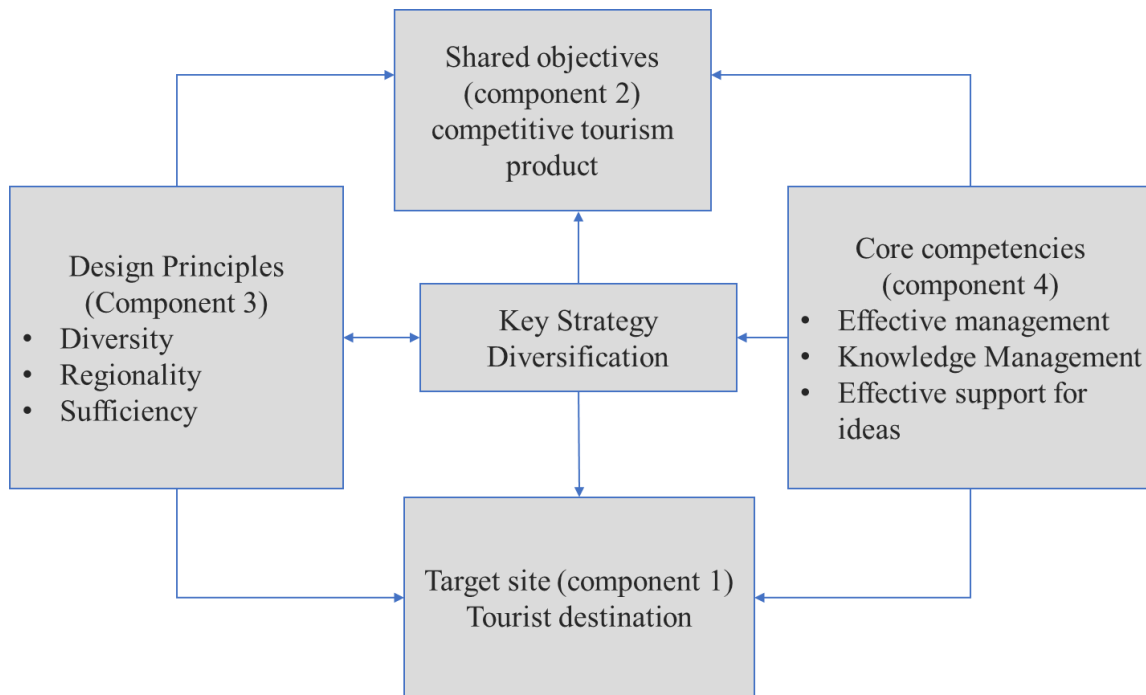 Shared objectives
(component 2)
competitive tourism
product
Design Principles
(Component 3)
• Diversity
• Regionality
• Sufficiency
Key Strategy
Diversification
Core competencies
(component 4)
• Effective management
• Knowledge Management
• Effective support for
ideas
Target site (component 1)
Tourist destination